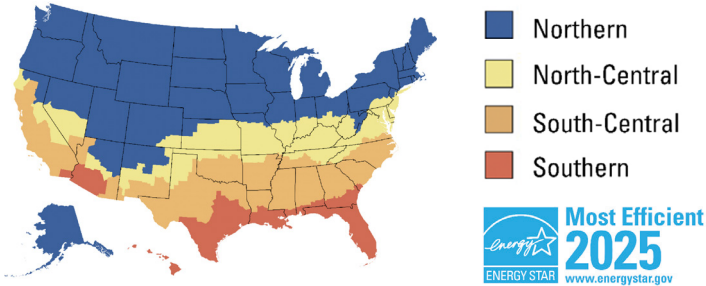 Northern
North-Central
South-Central
Southern
energy
ENERGY STAR
Most Efficient
2025
www.energystar.gov